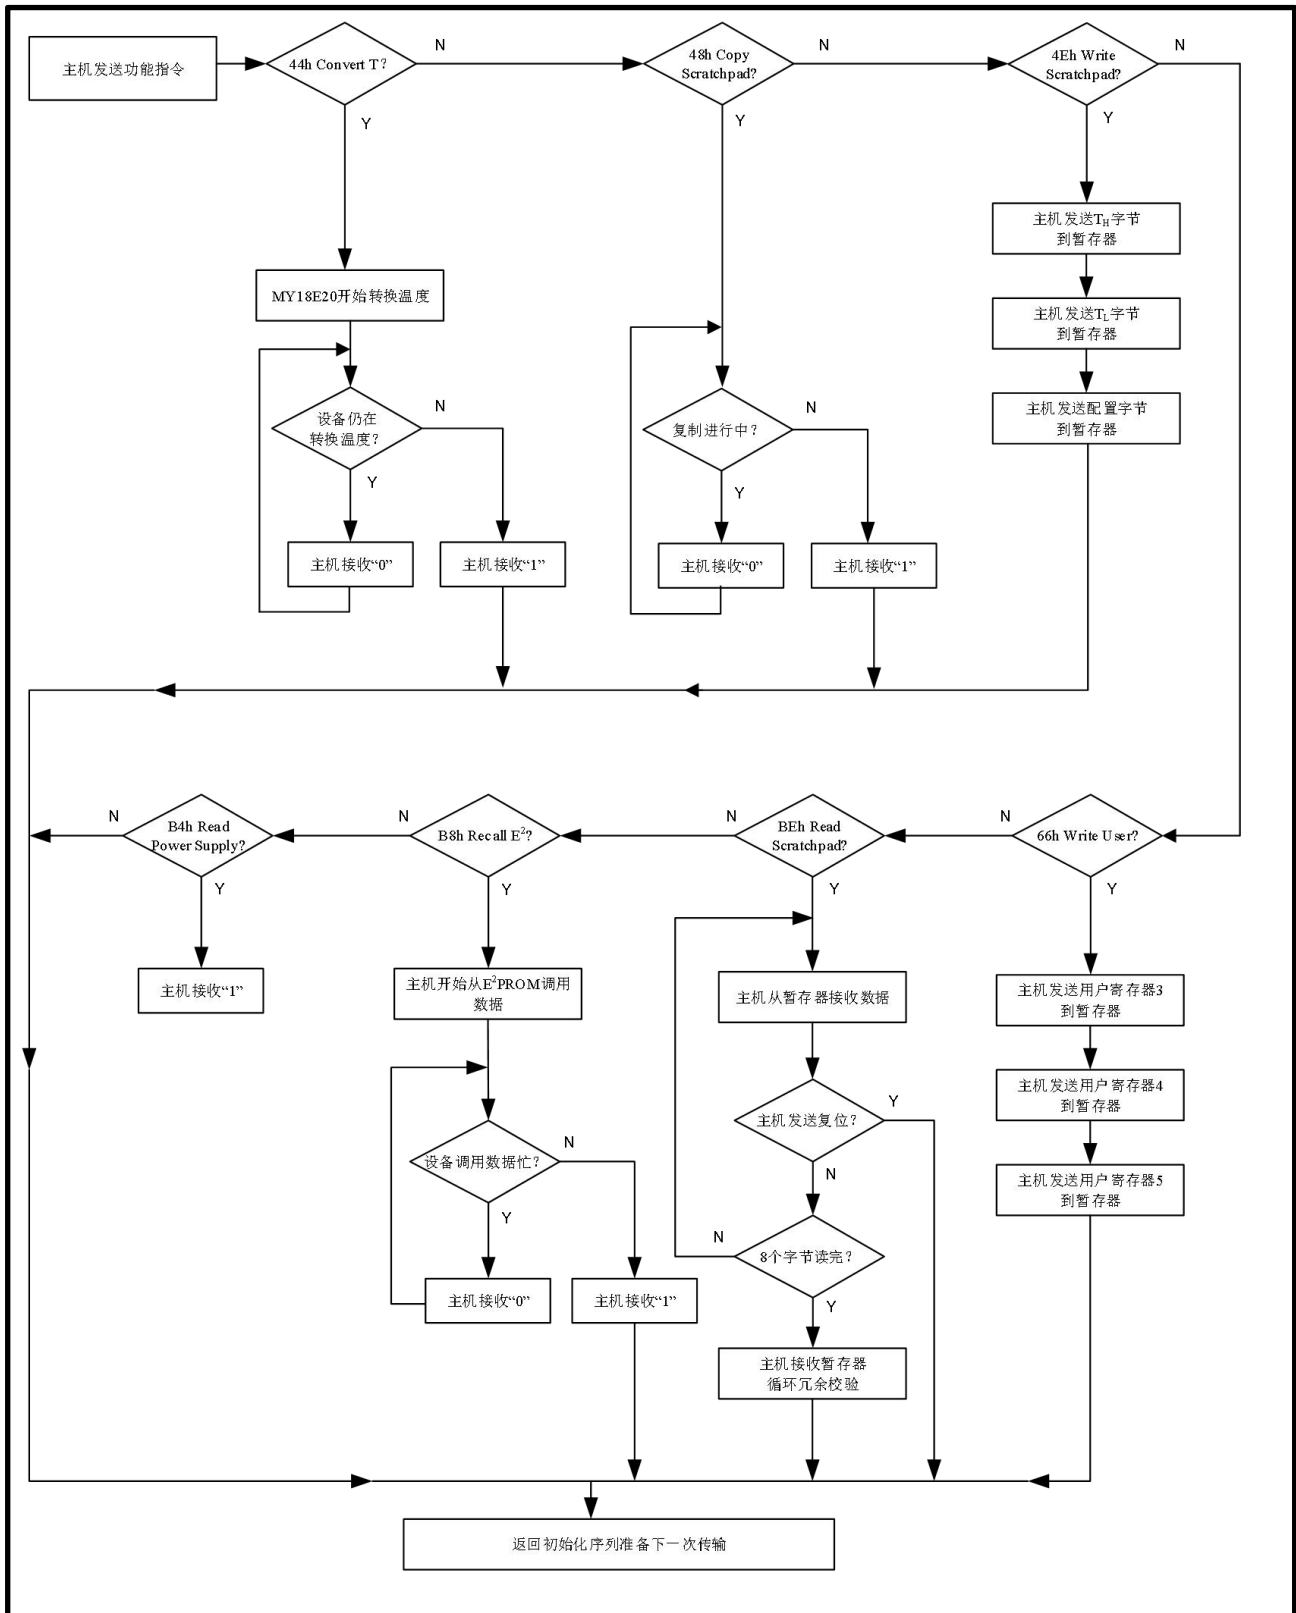 主机发送功能指令
44h Convert T?
N
48h Copy
Scratchpad?
N
4Eh Write
Scratchpad?
N
Y
Y
Y
主机发送TH字节
到暂存器
MY18E20开始转换温度
主机发送TL字节
到暂存器
设备仍在
转换温度?
N
复制进行中?
N
主机发送配置字节
到暂存器
Y
Y
主机接收“0”
主机接收“1”
主机接收“0”
主机接收“1”
N
B4h Read
Power Supply?
N
B8h Recall E²?
N
BEh Read
Scratchpad?
N
66h Write User?
Y
Y
Y
Y
主机接收“1”
主机开始从E²PROM调用
数据
主机从暂存器接收数据
主机发送用户寄存器3
到暂存器
主机发送复位?
Y
主机发送用户寄存器4
到暂存器
设备调用数据忙?
N
N
主机发送用户寄存器5
到暂存器
Y
N
8个字节读完?
主机接收“0”
主机接收“1”
Y
主机接收暂存器
循环冗余校验
返回初始化序列准备下一次传输